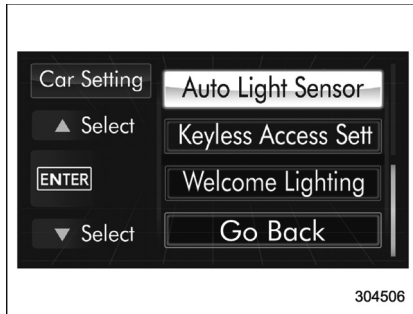 Car Setting
▲ Select
ENTER
▼ Select
Auto Light Sensor
Keyless Access Sett
Welcome Lighting
Go Back
304506